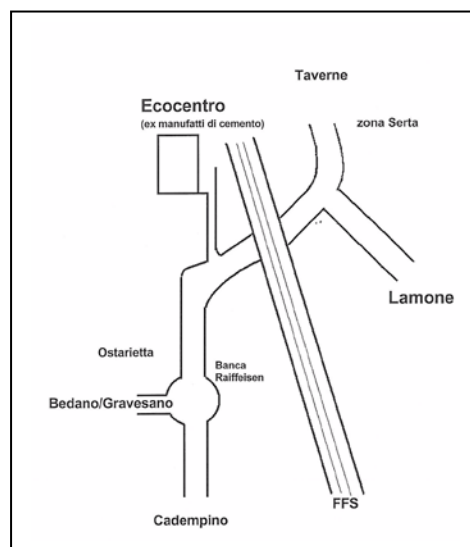 Taverne
Ecocentro
(ex manufatti di cemento)
zona Serta
Lamone
Ostarietta
Banca
Raiffeisen
Bedano/Gravesano
FFS
Cadempino